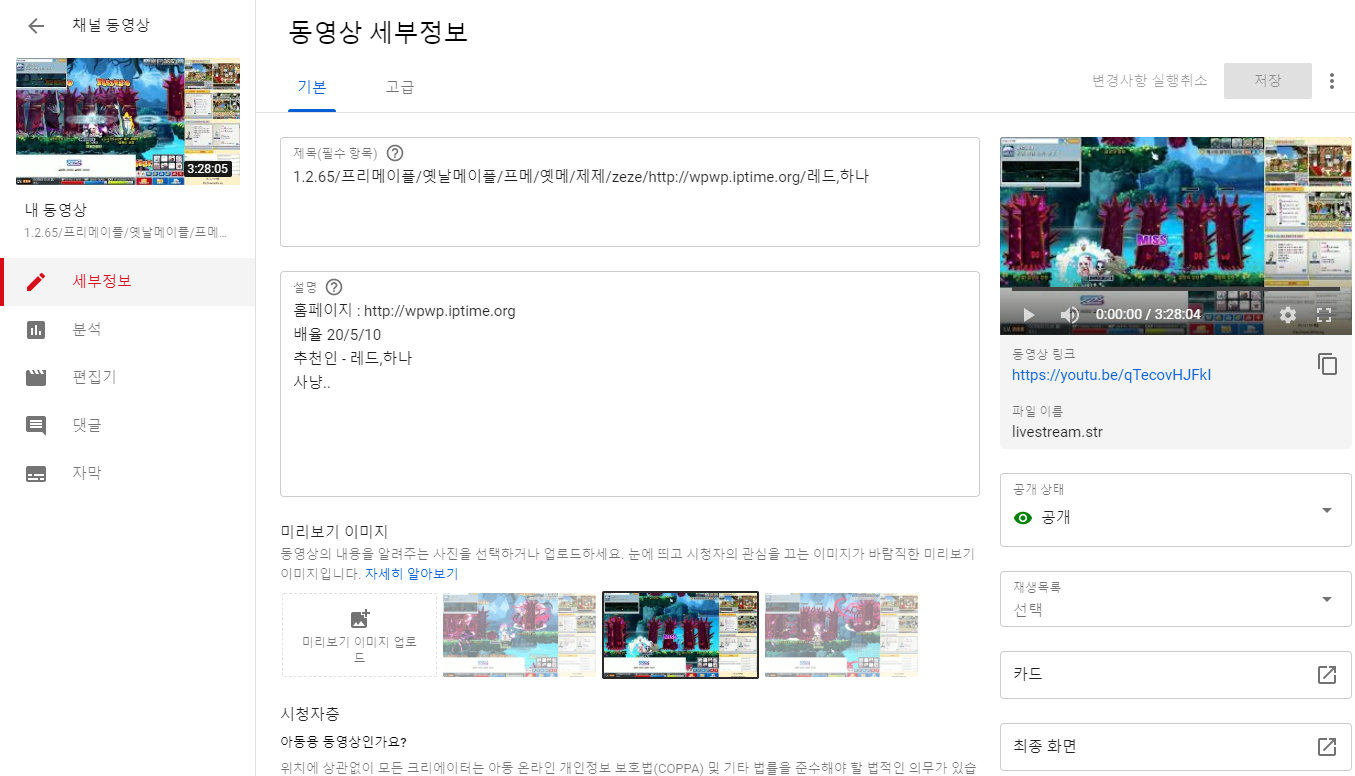 채널 동영상
3:28:05
내 동영상
1.2.65/프리메이플/옛날메이플/프메...
세부정보
분석
편집기
댓글
자막
동영상 세부정보
기본
고급
변경사항 실행취소
저장
제목(필수 항목)
1.2.65/프리메이플/옛날메이플/프메/옛메/제제/zeze/http://wpwp.iptime.org/레드,하나
설명
홈페이지 : http://wpwp.iptime.org
배율 20/5/10
추천인 - 레드,하나
사냥..
미리보기 이미지
동영상의 내용을 알려주는 사진을 선택하거나 업로드하세요. 눈에 띄고 시청자의 관심을 끄는 이미지가 바람직한 미리보기
이미지입니다. 자세히 알아보기
미리보기 이미지 업로
드
시청자층
아동용 동영상인가요?
위치에 상관없이 모든 크리에이터는 아동 온라인 개인정보 보호법(COPPA) 및 기타 법률을 준수해야 할 법적인 의무가 있습
MISS
0:00:00 / 3:28:04
동영상 링크
https://youtu.be/qTecovHJFkI
파일 이름
livestream.str
공개 상태
공개
재생목록
선택
카드
최종 화면